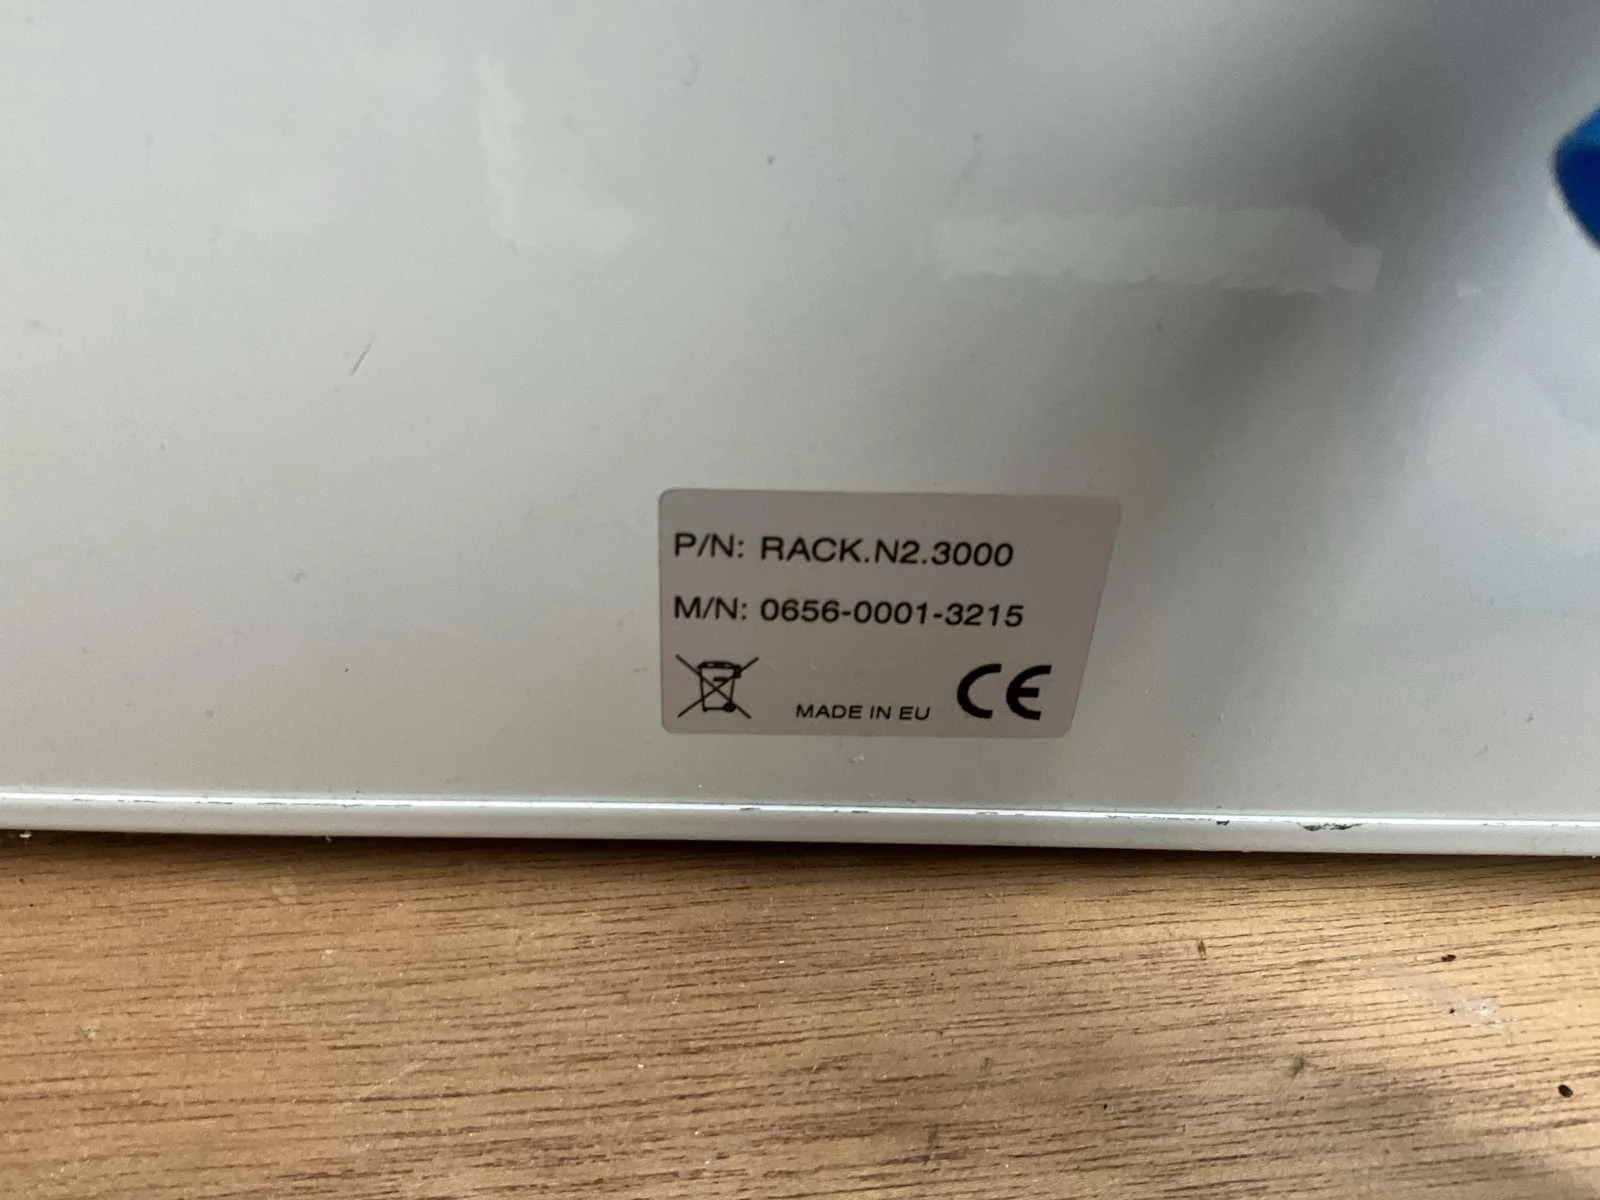 P/N: RACK.N2.3000
M/N: 0656-0001-3215
MADE IN EU CE